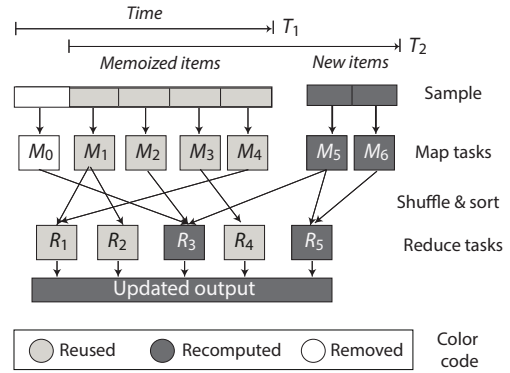 Time
T1
T2
Memoized items
New items
Sample
M0 M1 M2 M3 M4 M5 M6
Map tasks
Shuffle & sort
R1 R2 R3 R4 R5
Reduce tasks
Updated output
Reused Recomputed Removed
Color
code